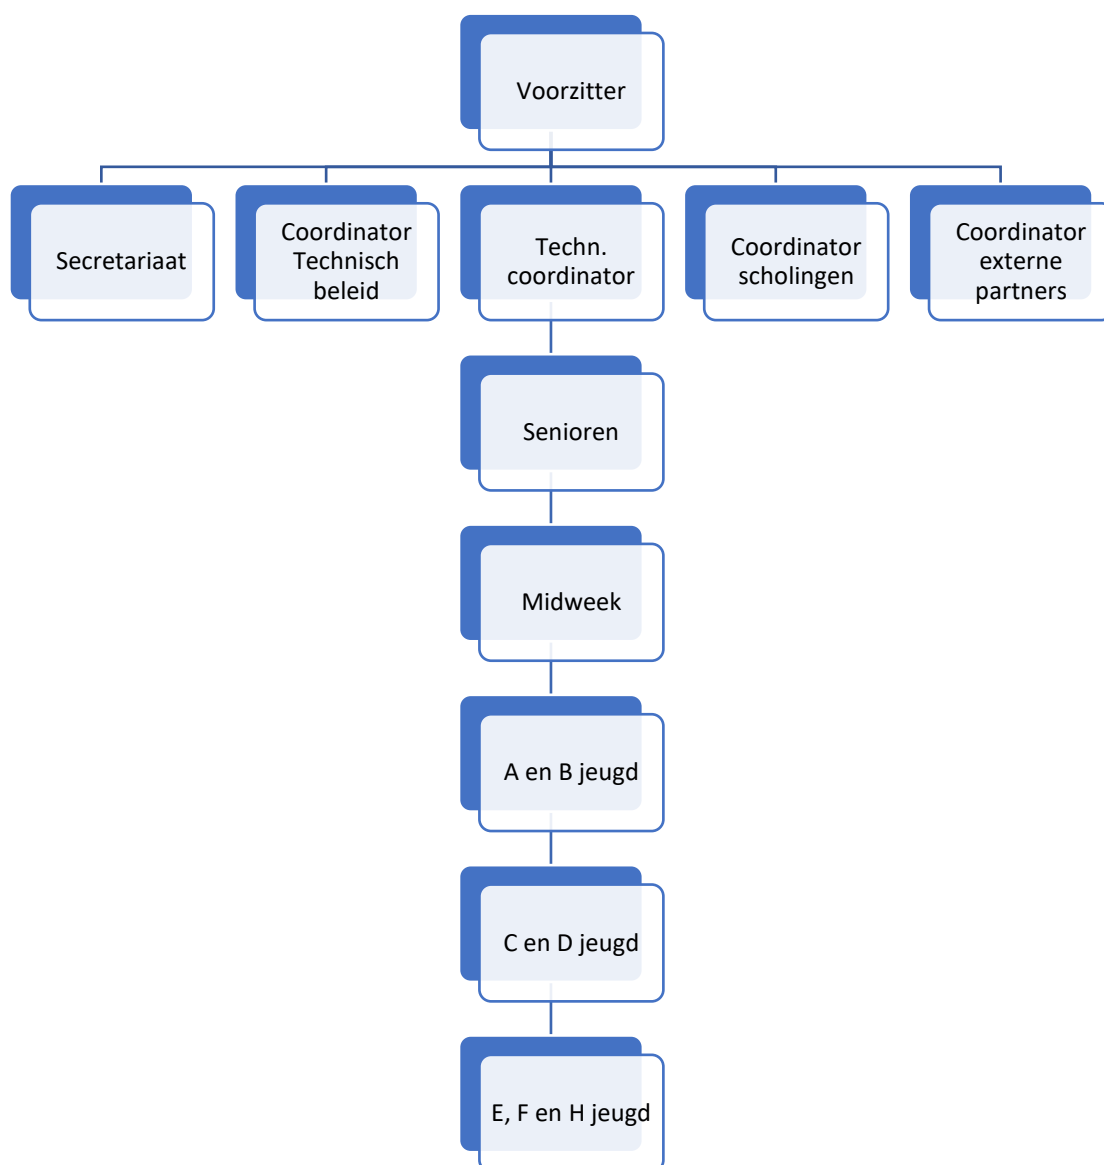 Voorzitter
Secretariaat
Coordinator
Technisch
beleid
Techn.
coordinator
Coordinator
scholingen
Coordinator
externe
partners
Senioren
Midweek
A en B jeugd
C en D jeugd
E, F en H jeugd